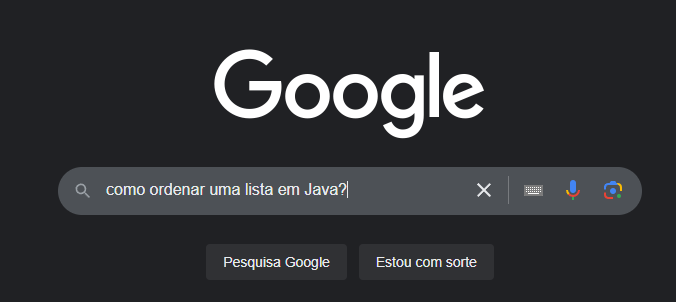 Google
como ordenar uma lista em Java?
Pesquisa Google
Estou com sorte